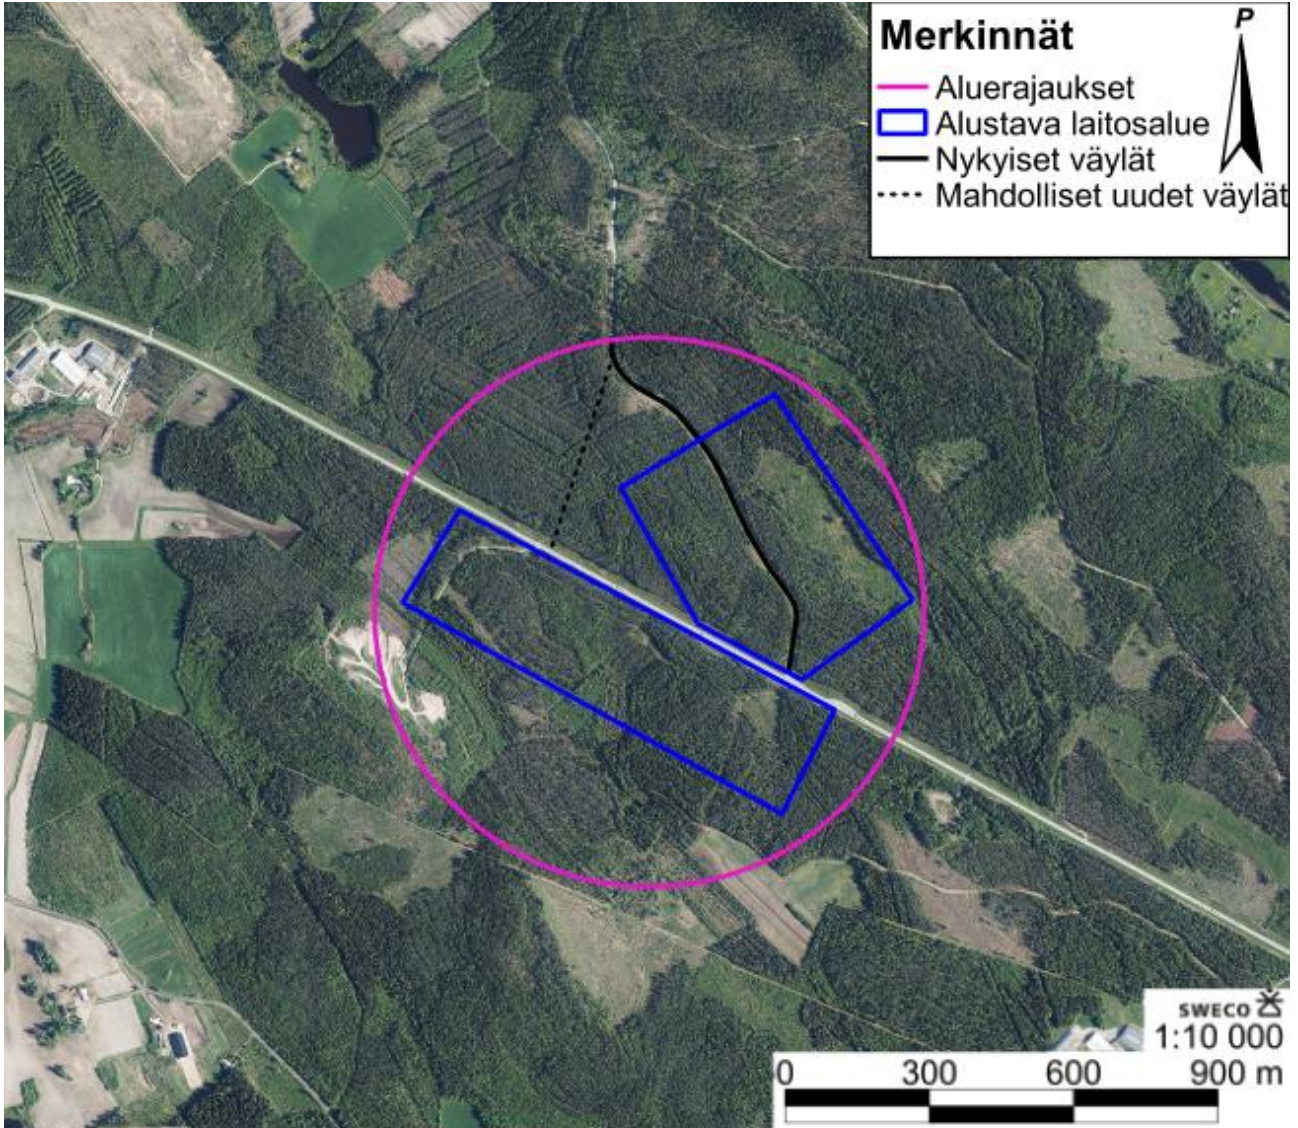 Merkinnät
P
Aluerajaukset
Alustava laitosalue
Nykyiset väylät
Mahdolliset uudet väylät
SWECO
1:10 000
0 300 600 900 m